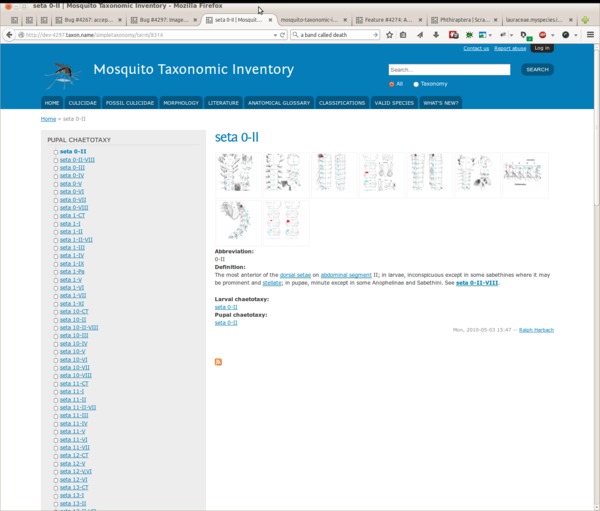 seta 0-II | Mosquito Taxonomic Inventory - Mozilla Firefox
Bug #4267: accep...
Bug #4297: Image...
seta 0-II | Mosquit...
mosquito-taxonomic-i...
Feature #4274: A...
Phthiraptera | Scra...
lauraceae.myspecies.i...
http://dev-4297.taxon.name/simpletaxonomy/term/8314
a band called death
Contact us Report abuse Log in
Mosquito Taxonomic Inventory
Search... SEARCH
All Taxonomy
HOME CULICIDAE FOSSIL CULICIDAE MORPHOLOGY LITERATURE ANATOMICAL GLOSSARY CLASSIFICATIONS VALID SPECIES WHAT'S NEW?
Home > seta 0-II
PUPAL CHAETOTAXY
seta 0-II
seta 0-II-VIII
seta 0-III
seta 0-IV
seta 0-V
seta 0-VI
seta 0-VII
seta 0-VIII
seta 1-CT
seta 1-I
seta 1-II
seta 1-II-VII
seta 1-III
seta 1-IV
seta 1-IX
seta 1-Pa
seta 1-V
seta 1-VI
seta 1-VII
seta 1-XI
seta 10-CT
seta 10-II
seta 10-II-VIII
seta 10-III
seta 10-IV
seta 10-V
seta 10-VI
seta 10-VII
seta 10-VIII
seta 11-CT
seta 11-I
seta 11-II
seta 11-II-VII
seta 11-III
seta 11-IV
seta 11-V
seta 11-VI
seta 11-VII
seta 12-CT
seta 12-V
seta 12-V,VI
seta 12-VI
seta 13-CT
seta 13-I
seta 13-II
seta 0-II
Abbreviation:
0-II
Definition:
The most anterior of the dorsal setae on abdominal segment II; in larvae, inconspicuous except in some sabethines where it may
be prominent and stellate; in pupae, minute except in some Anophelinae and Sabethini. See seta 0-II-VIII.
Larval chaetotaxy:
seta 0-II
Pupal chaetotaxy:
seta 0-II
Mon, 2010-05-03 15:47 — Ralph Harbach